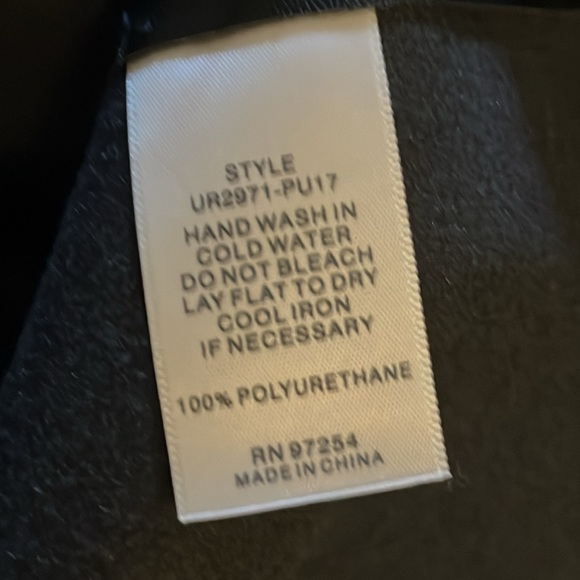 STYLE
UR2971-PU17
HAND WASH IN
COLD WATER
DO NOT BLEACH
LAY FLAT TO DRY
COOL IRON
IF NECESSARY
100% POLYURETHANE
RN 97254
MADE IN CHINA